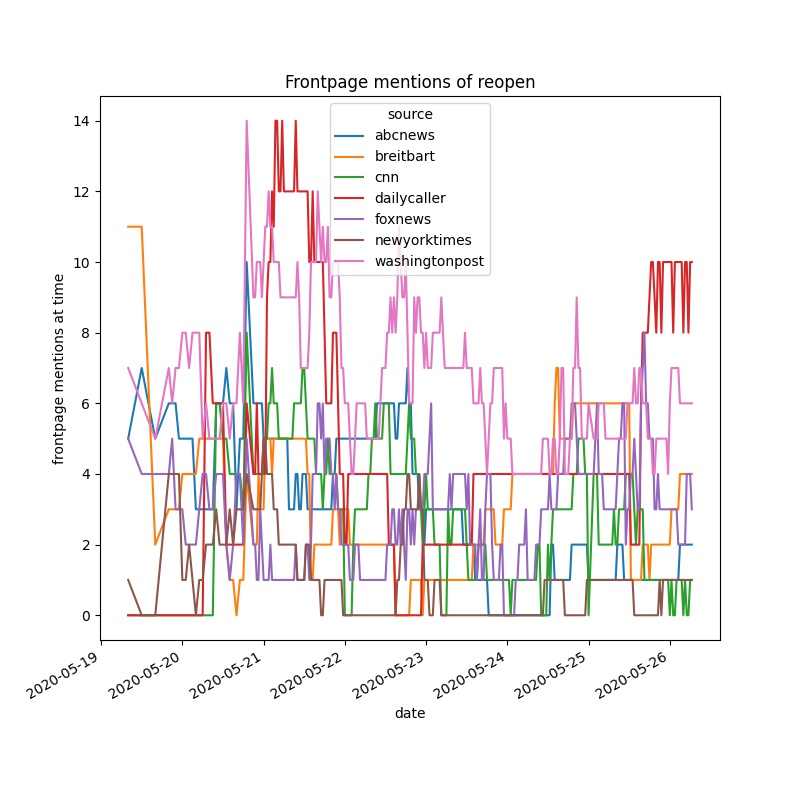 Frontpage mentions of reopen
source
abcnews
breitbart
cnn
dailycaller
foxnews
newyorktimes
washingtonpost
frontpage mentions at time
14
12
10
8
6
4
2
0
2020-05-19
2020-05-20
2020-05-21
2020-05-22
2020-05-23
2020-05-24
2020-05-25
2020-05-26
date